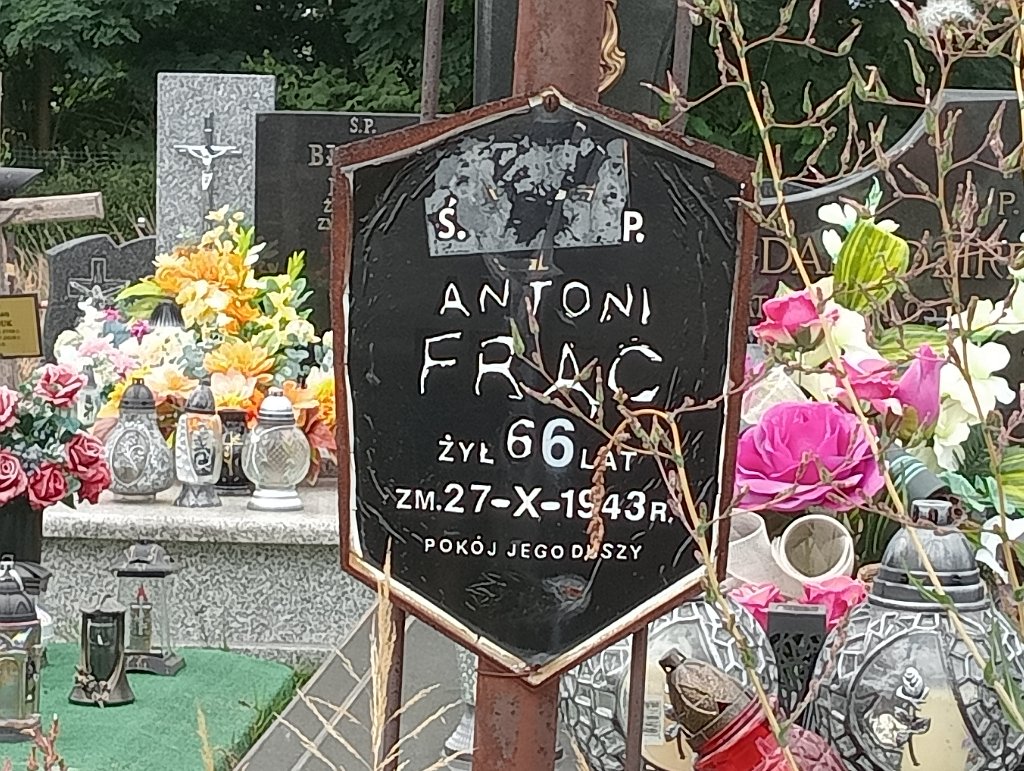 Ś. P.
ANTONI
FRĄC
ŻYŁ 66 LAT
ZM. 27-X-1943 R.
POKÓJ JEGO DUSZY
Ś.P.
P.